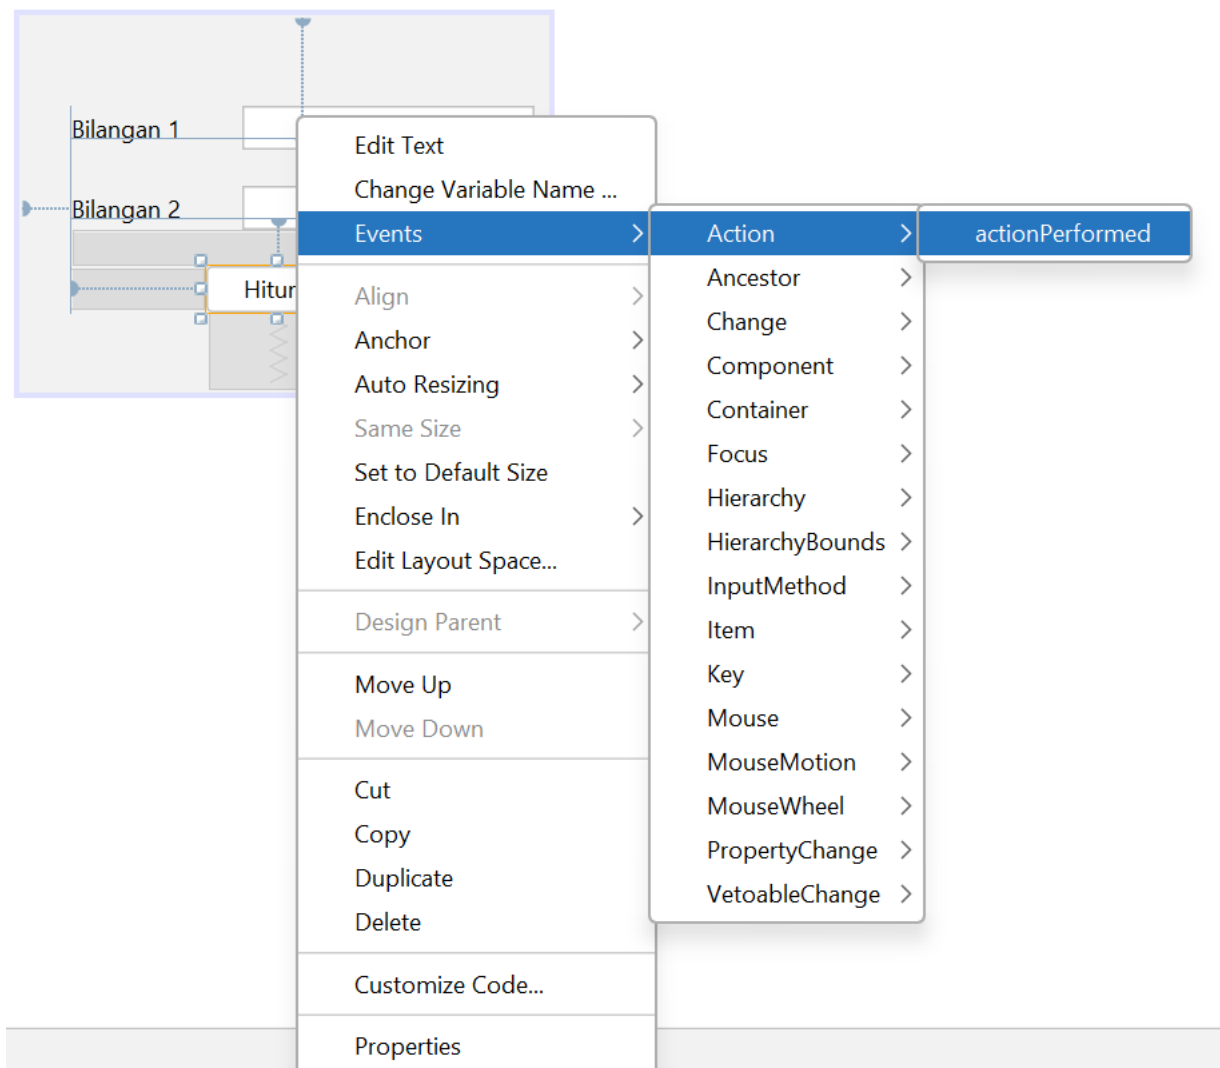 Bilangan 1
Bilangan 2
Hitur
Edit Text
Change Variable Name ...
Events
Align
Anchor
Auto Resizing
Same Size
Set to Default Size
Enclose In
Edit Layout Space...
Design Parent
Move Up
Move Down
Cut
Copy
Duplicate
Delete
Customize Code...
Properties
Action
Ancestor
Change
Component
Container
Focus
Hierarchy
HierarchyBounds
InputMethod
Item
Key
Mouse
MouseMotion
MouseWheel
PropertyChange
VetoableChange
actionPerformed